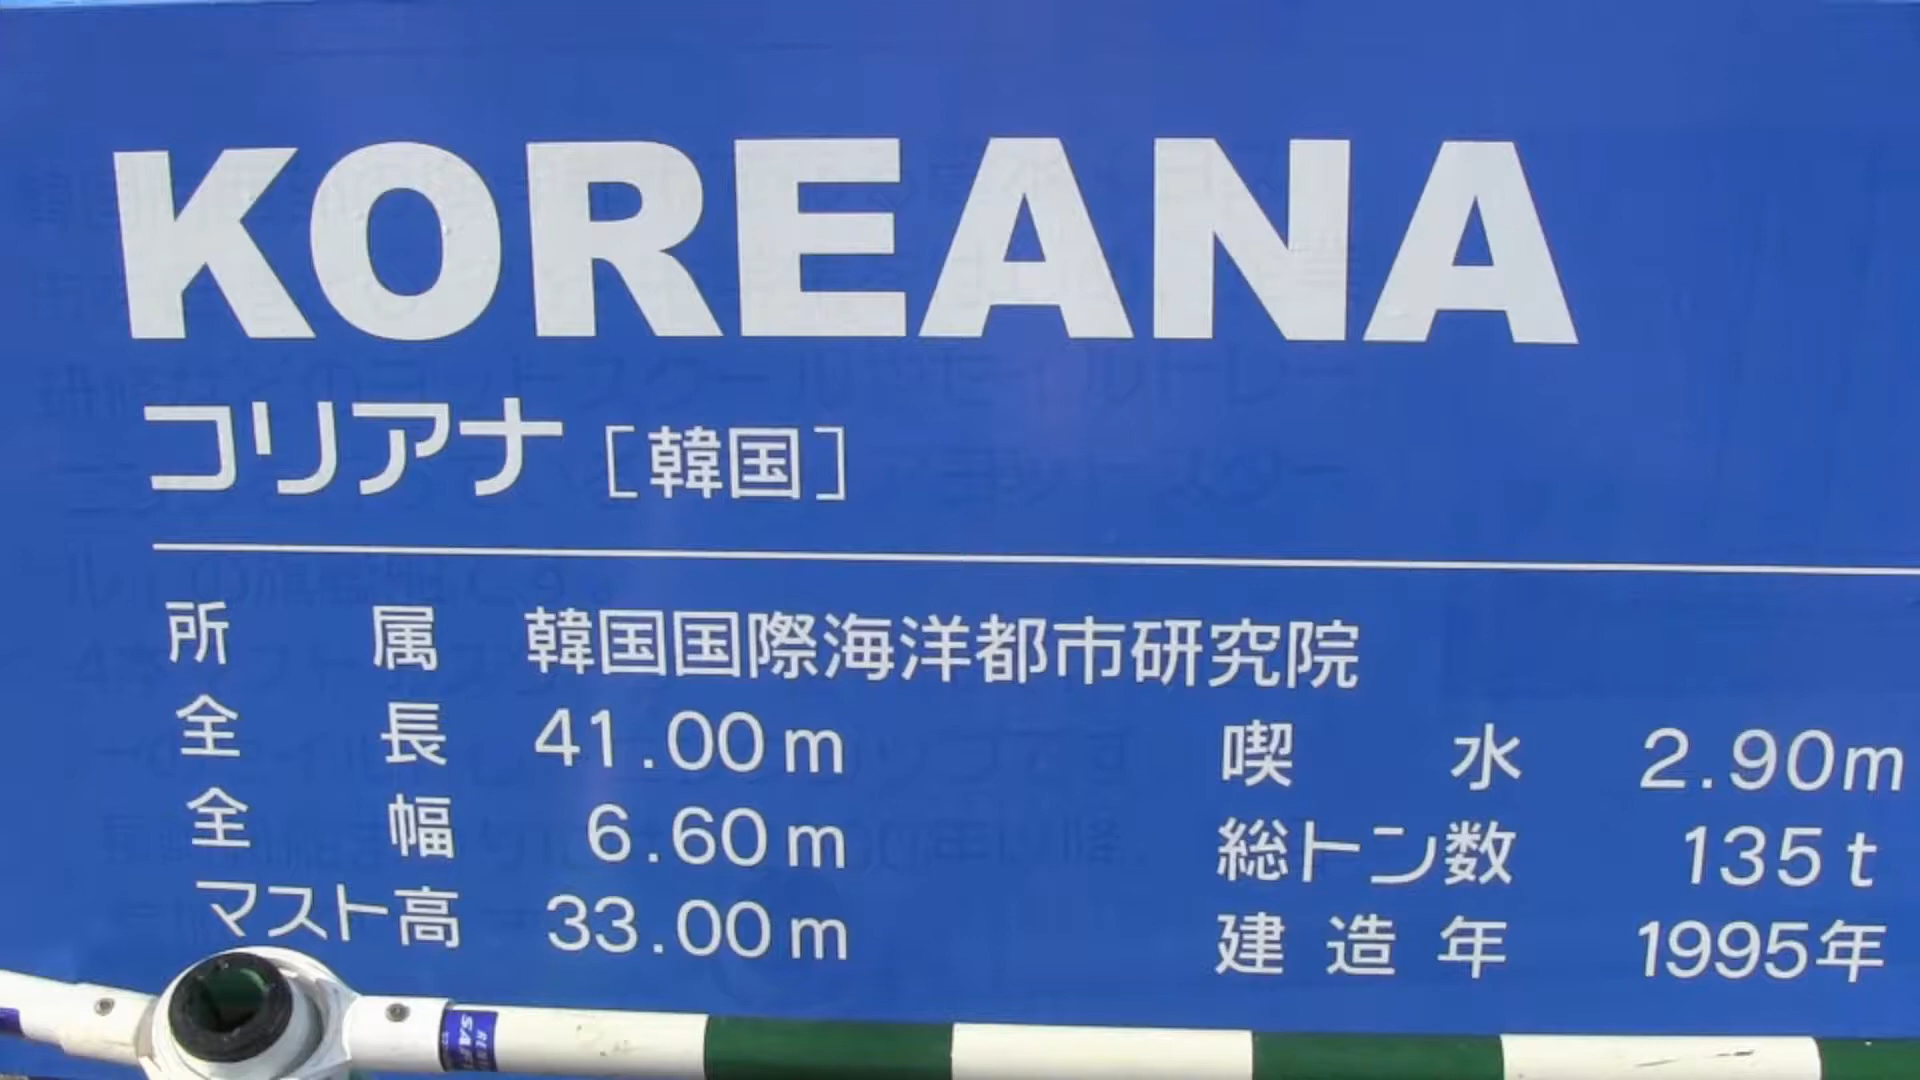 KOREANA
コリアナ［韓国］
所属 韓国国際海洋都市研究院
全長 41.00m 喫水 2.90m
全幅 6.60m 総トン数 135t
マスト高 33.00m 建造年 1995年